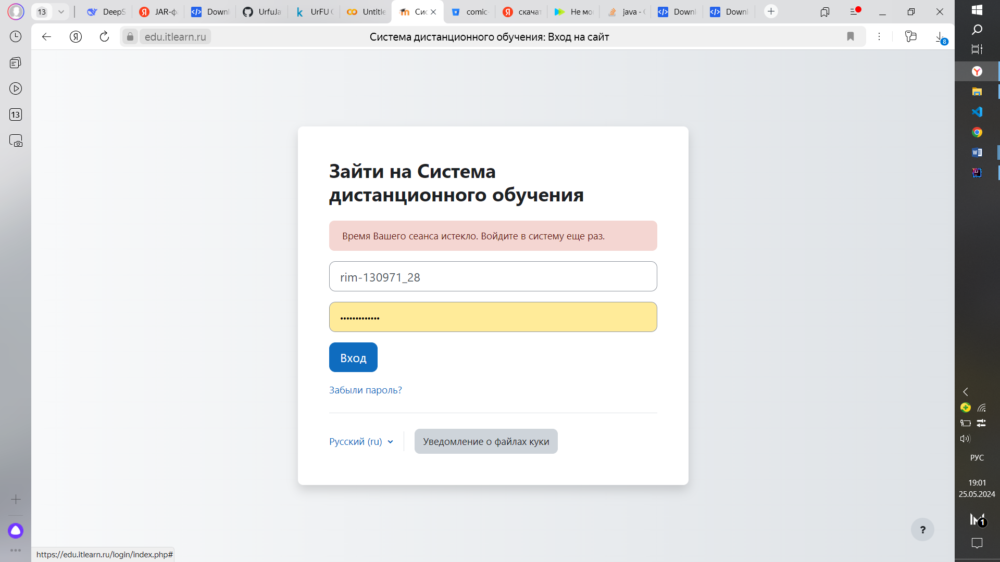 13
DeepS
JAR-ф
Downl
UrfuJa
UrFU
Untitle
Сис
comic-
скачат
Не мо
java -
Downl
Downl
edu.itlearn.ru
Система дистанционного обучения: Вход на сайт
8
13
Зайти на Система
дистанционного обучения
Время Вашего сеанса истекло. Войдите в систему еще раз.
rim-130971_28
Вход
Забыли пароль?
Русский (ru)
Уведомление о файлах куки
?
https://edu.itlearn.ru/login/index.php#
РУС
19:01
25.05.2024
1